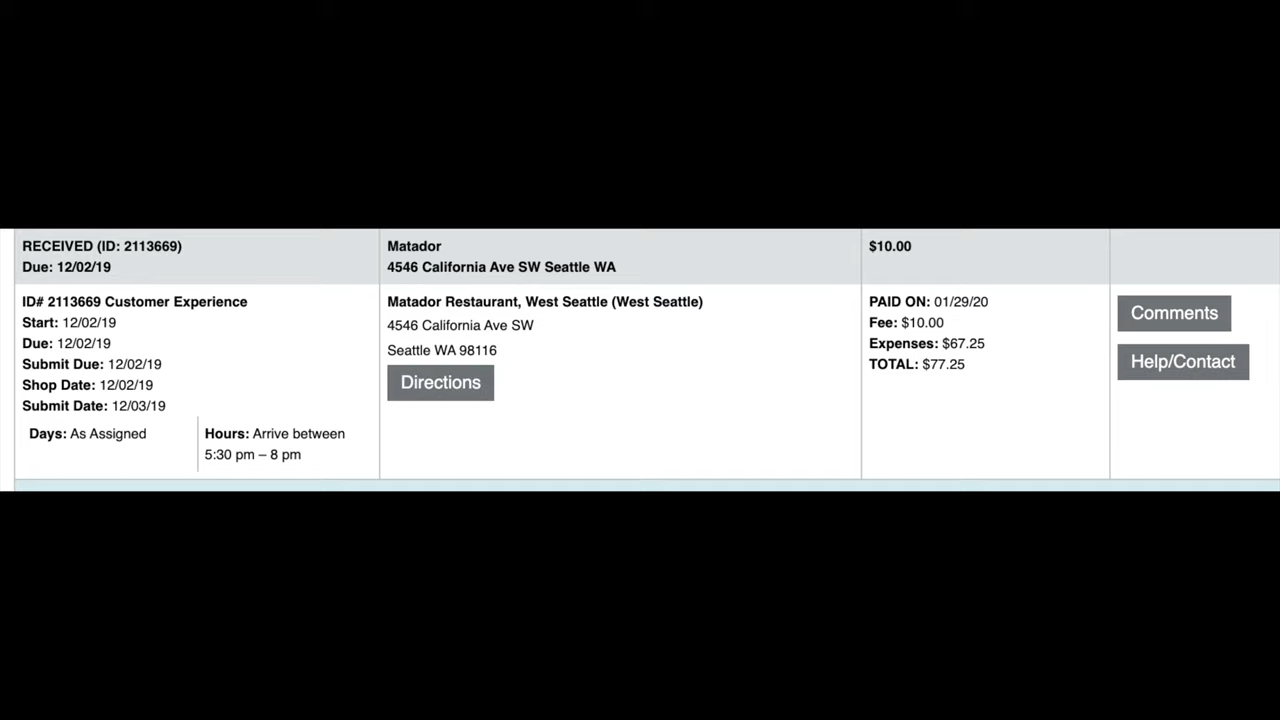 RECEIVED (ID: 2113669)
Due: 12/02/19
Matador
4546 California Ave SW Seattle WA
$10.00
ID# 2113669 Customer Experience
Start: 12/02/19
Due: 12/02/19
Submit Due: 12/02/19
Shop Date: 12/02/19
Submit Date: 12/03/19
Days: As Assigned
Hours: Arrive between
5:30 pm – 8 pm
Matador Restaurant, West Seattle (West Seattle)
4546 California Ave SW
Seattle WA 98116
Directions
PAID ON: 01/29/20
Fee: $10.00
Expenses: $67.25
TOTAL: $77.25
Comments
Help/Contact